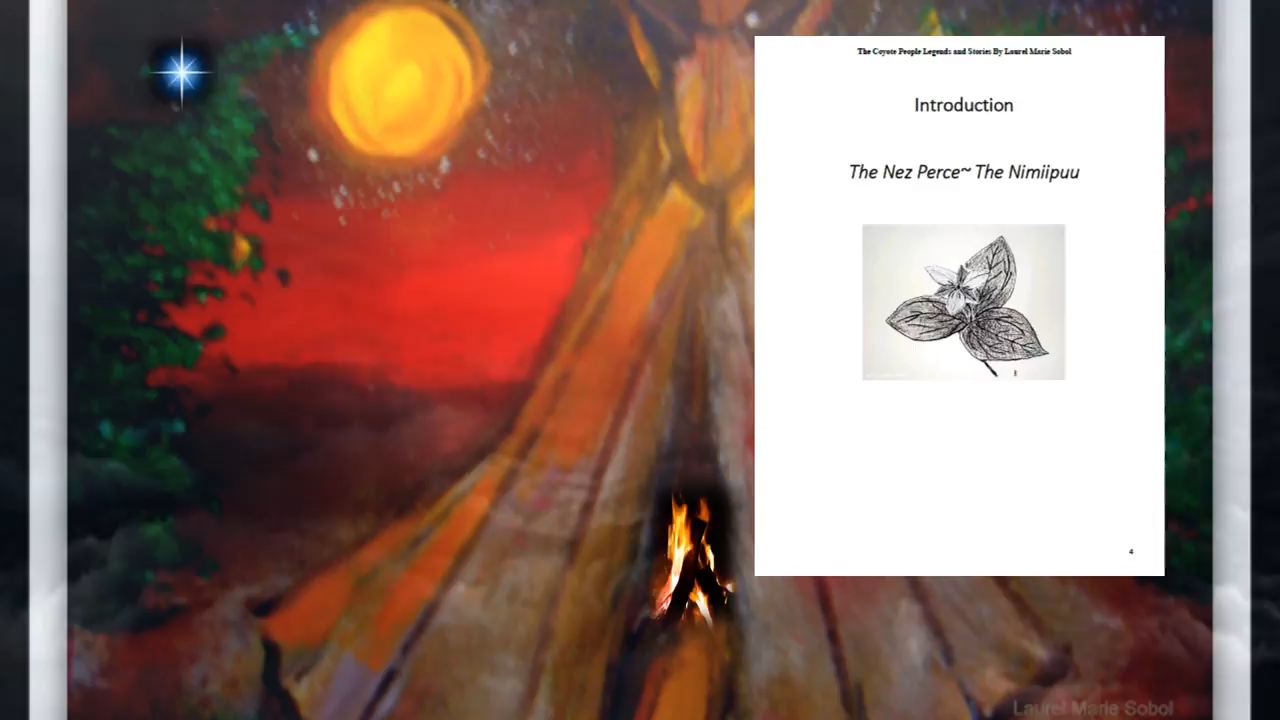 The Coyote People Legends and Stories By Laurel Marie Sobol
Introduction
The Nez Perce~ The Nimiipuu
4
Laurel Marie Sobol